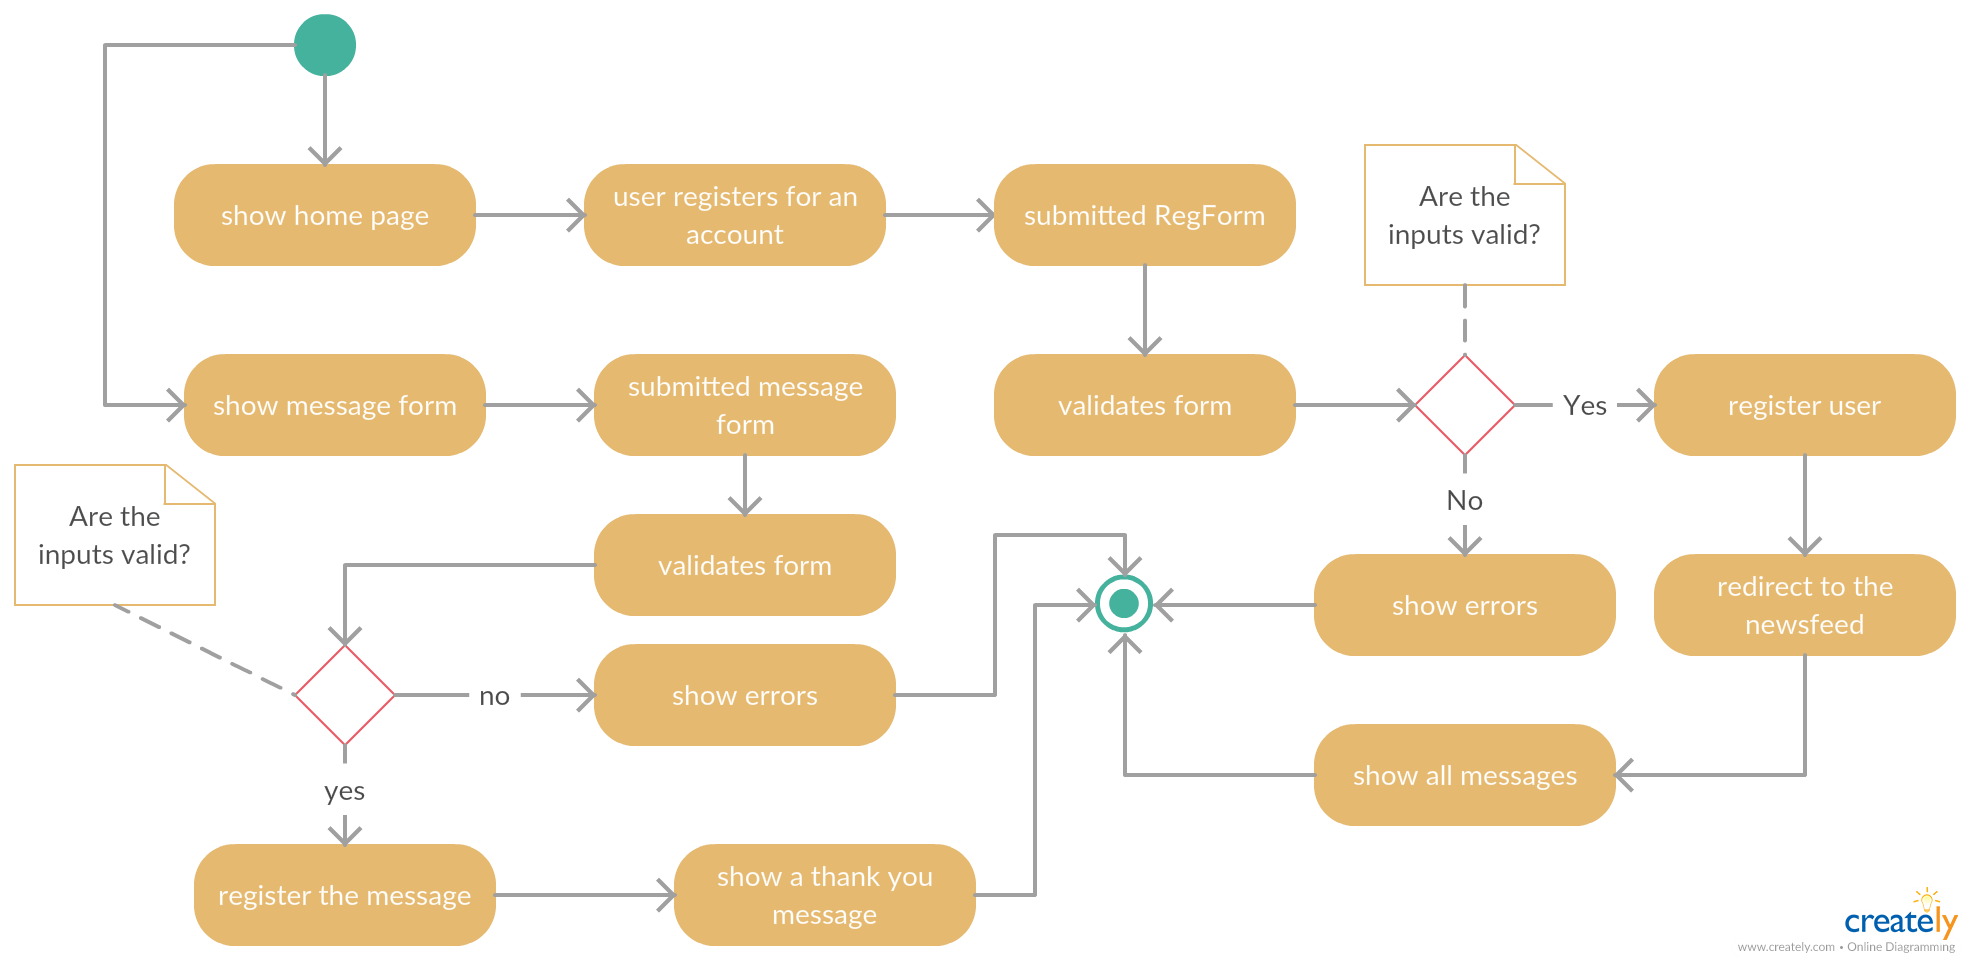 show home page
user registers for an
account
submitted RegForm
Are the
inputs valid?
show message form
submitted message
form
validates form
Yes
register user
Are the
inputs valid?
No
validates form
show errors
redirect to the
newsfeed
no
show errors
yes
show all messages
register the message
show a thank you
message
creately
www.creately.com • Online Diagramming